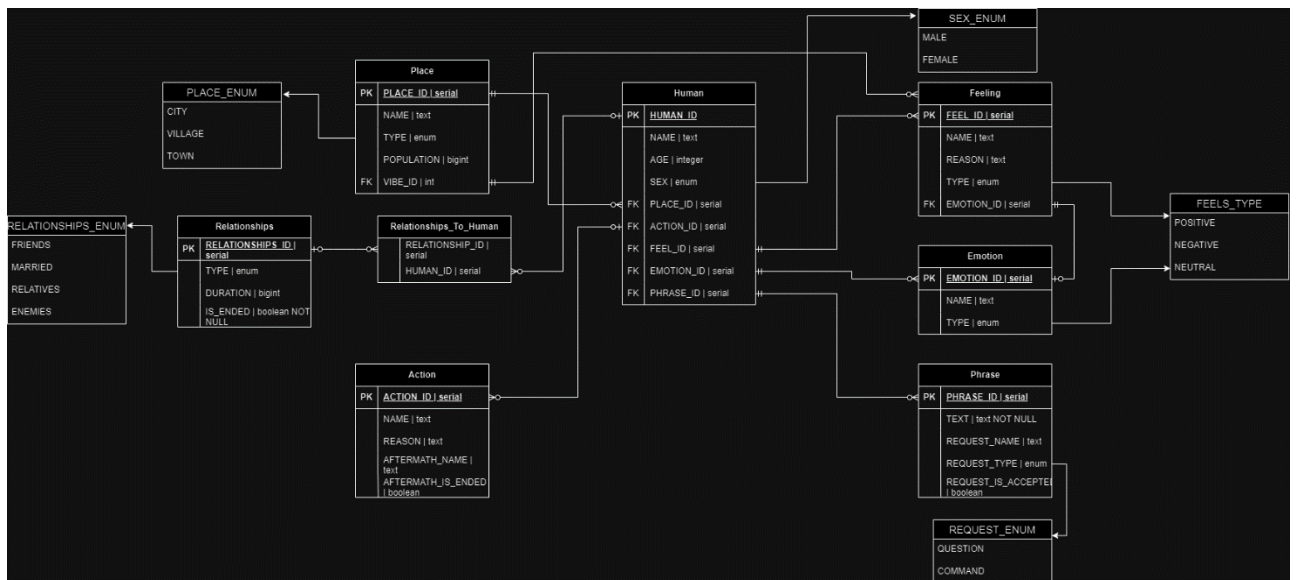 SEX_ENUM
MALE
FEMALE
PLACE_ENUM
CITY
VILLAGE
TOWN
Place
PK PLACE_ID | serial
NAME | text
TYPE | enum
POPULATION | bigint
FK VIBE_ID | int
Human
PK HUMAN_ID
NAME | text
AGE | integer
SEX | enum
FK PLACE_ID | serial
FK ACTION_ID | serial
FK FEEL_ID | serial
FK EMOTION_ID | serial
FK PHRASE_ID | serial
Feeling
PK FEEL_ID | serial
NAME | text
REASON | text
TYPE | enum
FK EMOTION_ID | serial
FEELS_TYPE
POSITIVE
NEGATIVE
NEUTRAL
RELATIONSHIPS_ENUM
FRIENDS
MARRIED
RELATIVES
ENEMIES
Relationships
PK RELATIONSHIPS_ID |
serial
TYPE | enum
DURATION | bigint
IS_ENDED | boolean NOT
NULL
Relationships_To_Human
RELATIONSHIP_ID |
serial
HUMAN_ID | serial
Emotion
PK EMOTION_ID | serial
NAME | text
TYPE | enum
Action
PK ACTION_ID | serial
NAME | text
REASON | text
AFTERMATH_NAME |
text
AFTERMATH_IS_ENDED
| boolean
Phrase
PK PHRASE_ID | serial
TEXT | text NOT NULL
REQUEST_NAME | text
REQUEST_TYPE | enum
REQUEST_IS_ACCEPTED
| boolean
REQUEST_ENUM
QUESTION
COMMAND